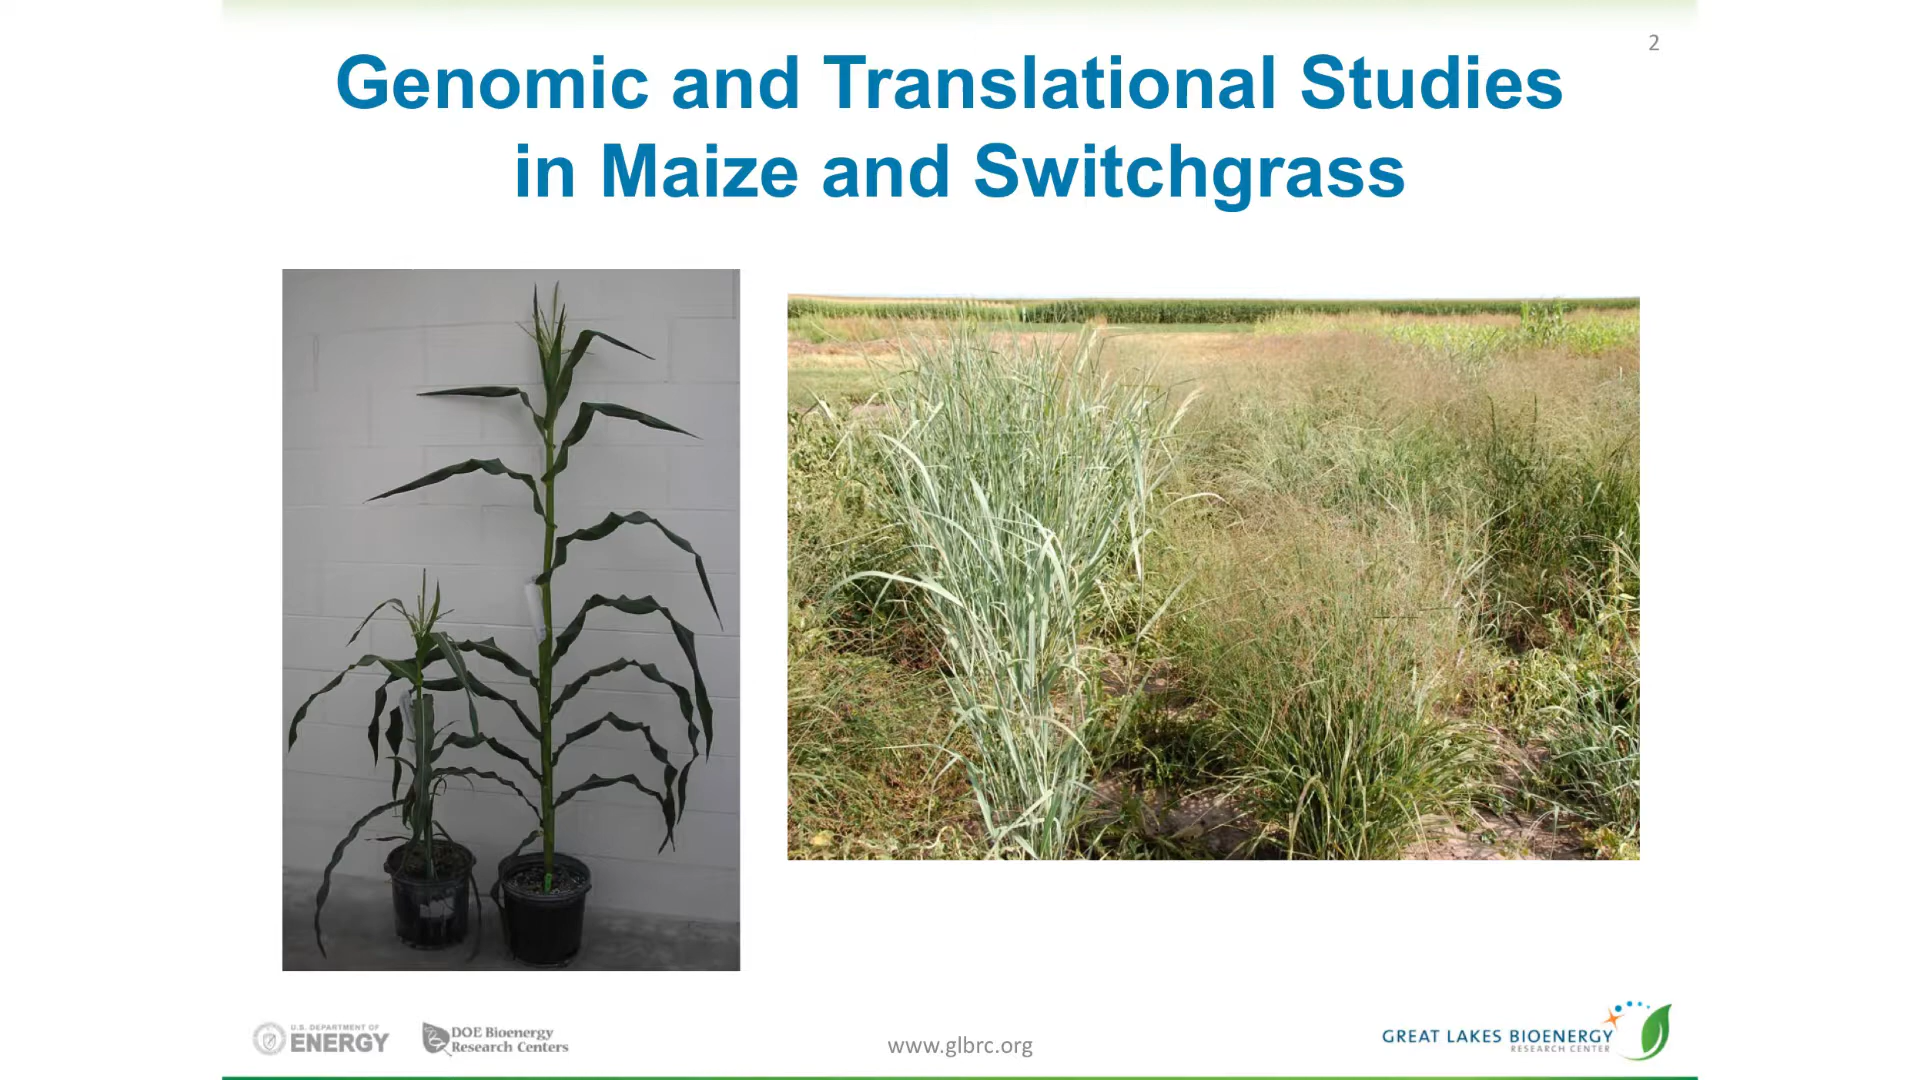 2
Genomic and Translational Studies
in Maize and Switchgrass
U.S. DEPARTMENT OF
ENERGY
DOE Bioenergy
Research Centers
www.glbrc.org
GREAT LAKES BIOENERGY
RESEARCH CENTER